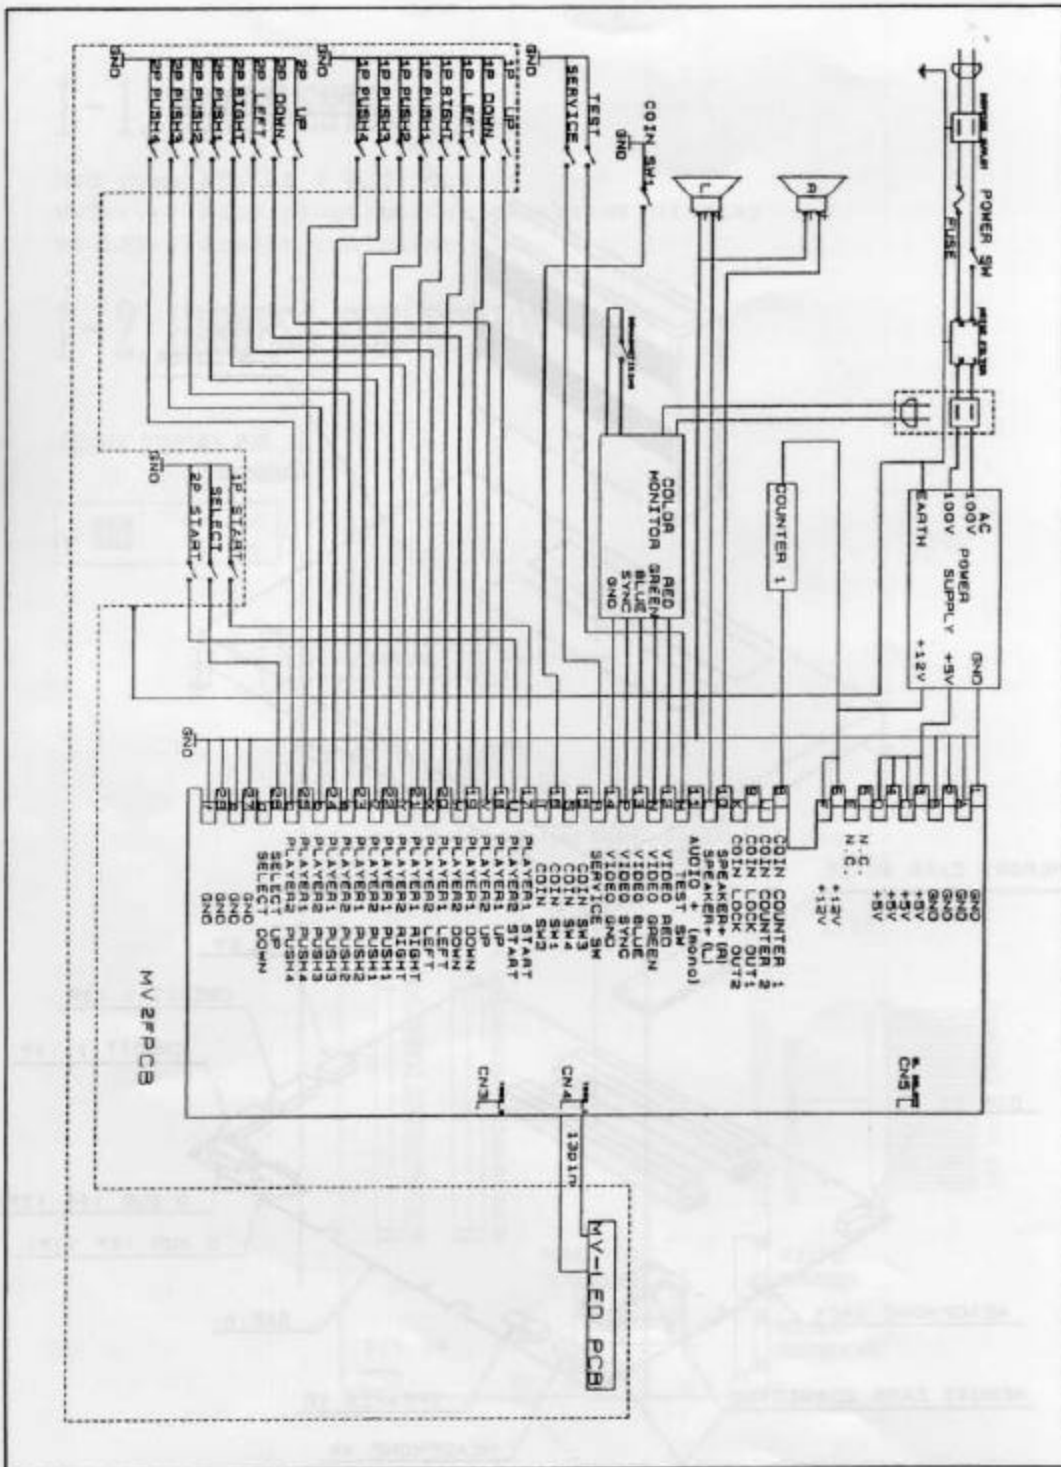 GND
2P PUSH4
2P PUSH3
2P PUSH2
2P PUSH1
2P RIGHT
2P LEFT
2P DOWN
2P UP
GND
1P PUSH4
1P PUSH3
1P PUSH2
1P PUSH1
1P RIGHT
1P LEFT
1P DOWN
1P UP
GND
SERVICE
TEST
COIN SW1
GND
L
R
FUSE
POWER SW
GND
2P START
SELECT
1P START
COLOR
MONITOR
RED
GREEN
BLUE
SYNC
GND
COUNTER 1
AC
100V
100V
EARTH
POWER
SUPPLY
GND
+5V
+12V
GND
GND
GND
GND
GND
SELECT DOWN
SELECT UP
PLAYER2 PUSH4
PLAYER1 PUSH4
PLAYER2 PUSH3
PLAYER1 PUSH3
PLAYER2 PUSH2
PLAYER1 PUSH2
PLAYER2 PUSH1
PLAYER1 PUSH1
PLAYER2 RIGHT
PLAYER1 RIGHT
PLAYER2 LEFT
PLAYER1 LEFT
PLAYER2 DOWN
PLAYER1 DOWN
PLAYER2 UP
PLAYER1 UP
PLAYER2 START
PLAYER1 START
COIN SW2
COIN SW1
COIN SW4
COIN SW3
SERVICE SW
VIDEO GND
VIDEO SYNC
VIDEO BLUE
VIDEO GREEN
VIDEO RED
TEST SW
AUDIO + (mono)
SPEAKER+(L)
SPEAKER+(R)
COIN LOCK OUT2
COIN LOCK OUT1
COIN COUNTER 2
COIN COUNTER 1
+12V
+12V
N.C.
N.C.
+5V
+5V
+5V
+5V
GND
GND
GND
GND
MV2FPCB
CN3
CN4
CN5
13pin
MV-LED PCB